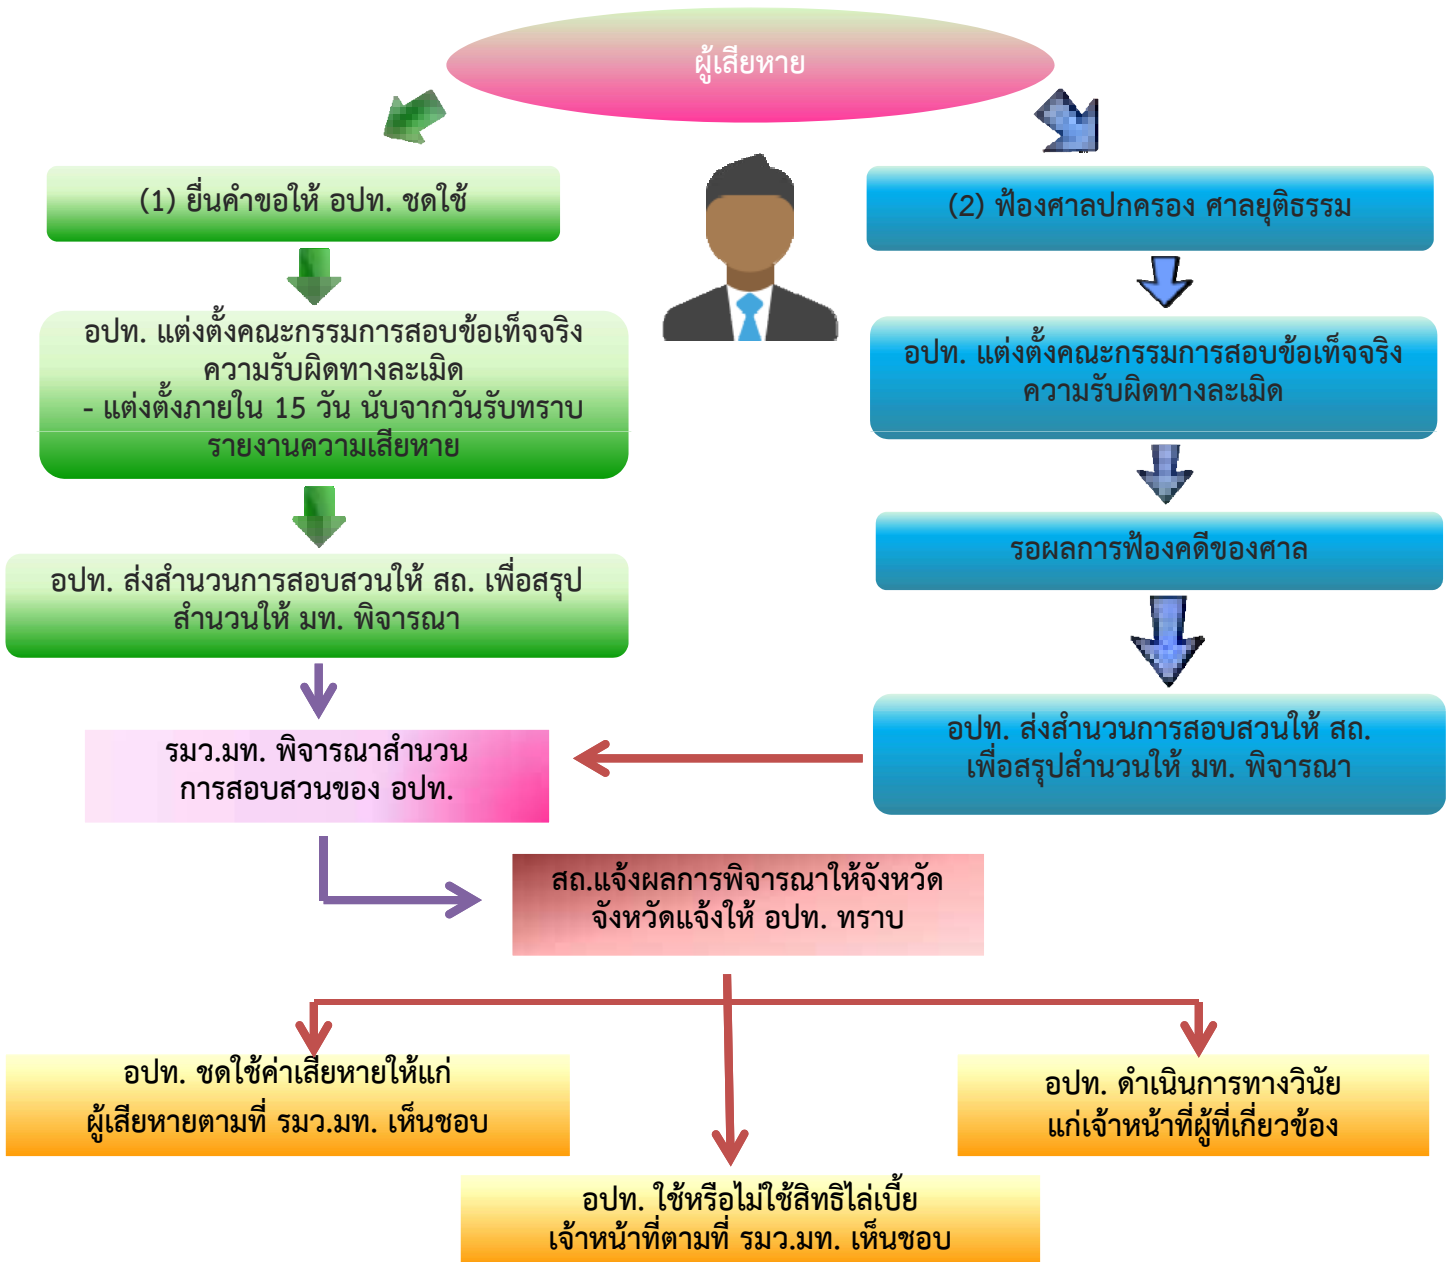 ผู้เสียหาย
(1) ยื่นคำขอให้ อปท. ชดใช้
อปท. แต่งตั้งคณะกรรมการสอบข้อเท็จจริง
ความรับผิดทางละเมิด
- แต่งตั้งภายใน 15 วัน นับจากวันรับทราบ
รายงานความเสียหาย
อปท. ส่งสำนวนการสอบสวนให้ สถ. เพื่อสรุป
สำนวนให้ มท. พิจารณา
(2) ฟ้องศาลปกครอง ศาลยุติธรรม
อปท. แต่งตั้งคณะกรรมการสอบข้อเท็จจริง
ความรับผิดทางละเมิด
รอผลการฟ้องคดีของศาล
อปท. ส่งสำนวนการสอบสวนให้ สถ.
เพื่อสรุปสำนวนให้ มท. พิจารณา
รมว.มท. พิจารณาสำนวน
การสอบสวนของ อปท.
สถ.แจ้งผลการพิจารณาให้จังหวัด
จังหวัดแจ้งให้ อปท. ทราบ
อปท. ชดใช้ค่าเสียหายให้แก่
ผู้เสียหายตามที่ รมว.มท. เห็นชอบ
อปท. ใช้หรือไม่ใช้สิทธิไล่เบี้ย
เจ้าหน้าที่ตามที่ รมว.มท. เห็นชอบ
อปท. ดำเนินการทางวินัย
แก่เจ้าหน้าที่ผู้ที่เกี่ยวข้อง